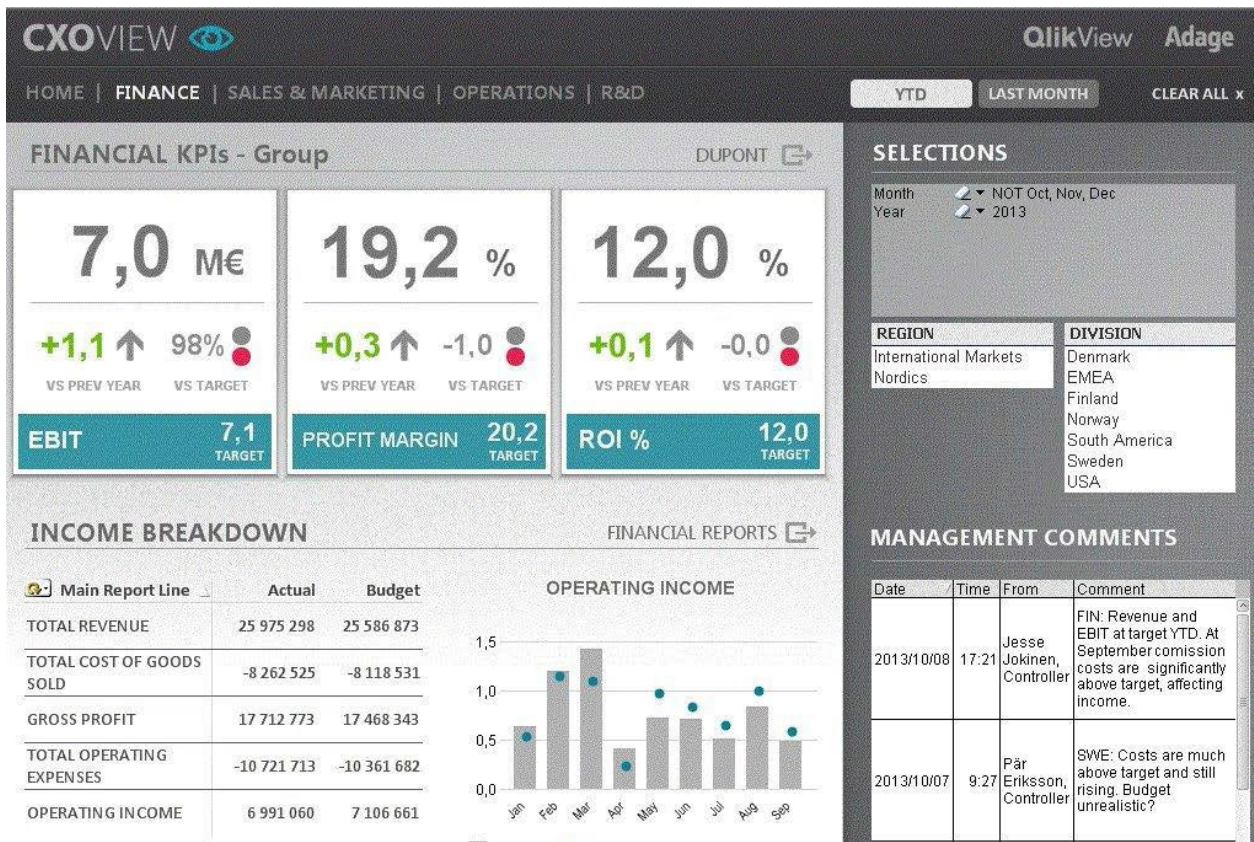 CXOVIEW
QlikView Adage
HOME | FINANCE | SALES & MARKETING | OPERATIONS | R&D
YTD LAST MONTH CLEAR ALL x
FINANCIAL KPIs - Group
DUPONT
7,0 M€
+1,1 98%
VS PREV YEAR VS TARGET
EBIT 7,1
TARGET
19,2 %
+0,3 -1,0
VS PREV YEAR VS TARGET
PROFIT MARGIN 20,2
TARGET
12,0 %
+0,1 -0,0
VS PREV YEAR VS TARGET
ROI % 12,0
TARGET
SELECTIONS
Month NOT Oct, Nov, Dec
Year 2013
REGION
International Markets
Nordics
DIVISION
Denmark
EMEA
Finland
Norway
South America
Sweden
USA
INCOME BREAKDOWN
FINANCIAL REPORTS
Main Report Line Actual Budget
TOTAL REVENUE 25 975 298 25 586 873
TOTAL COST OF GOODS
SOLD -8 262 525 -8 118 531
GROSS PROFIT 17 712 773 17 468 343
TOTAL OPERATING
EXPENSES -10 721 713 -10 361 682
OPERATING INCOME 6 991 060 7 106 661
OPERATING INCOME
1,5
1,0
0,5
0,0
Jan Feb Mar Apr May Jun Jul Aug Sep
MANAGEMENT COMMENTS
Date Time From Comment
2013/10/08 17:21
Jesse
Jokinen,
Controller
FIN: Revenue and
EBIT at target YTD. At
September comission
costs are significantly
above target, affecting
income.
2013/10/07 9:27
Pär
Eriksson,
Controller
SWE: Costs are much
above target and still
rising. Budget
unrealistic?